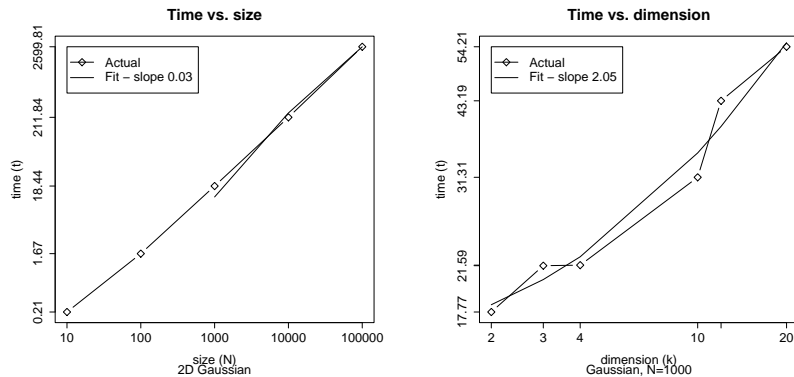 Time vs. size
Actual
Fit − slope 0.03
time (t)
2599.81
211.84
18.44
1.67
0.21
10 100 1000 10000 100000
size (N)
2D Gaussian
Time vs. dimension
Actual
Fit − slope 2.05
time (t)
54.21
43.19
31.31
21.59
17.77
2 3 4 10 20
dimension (k)
Gaussian, N=1000